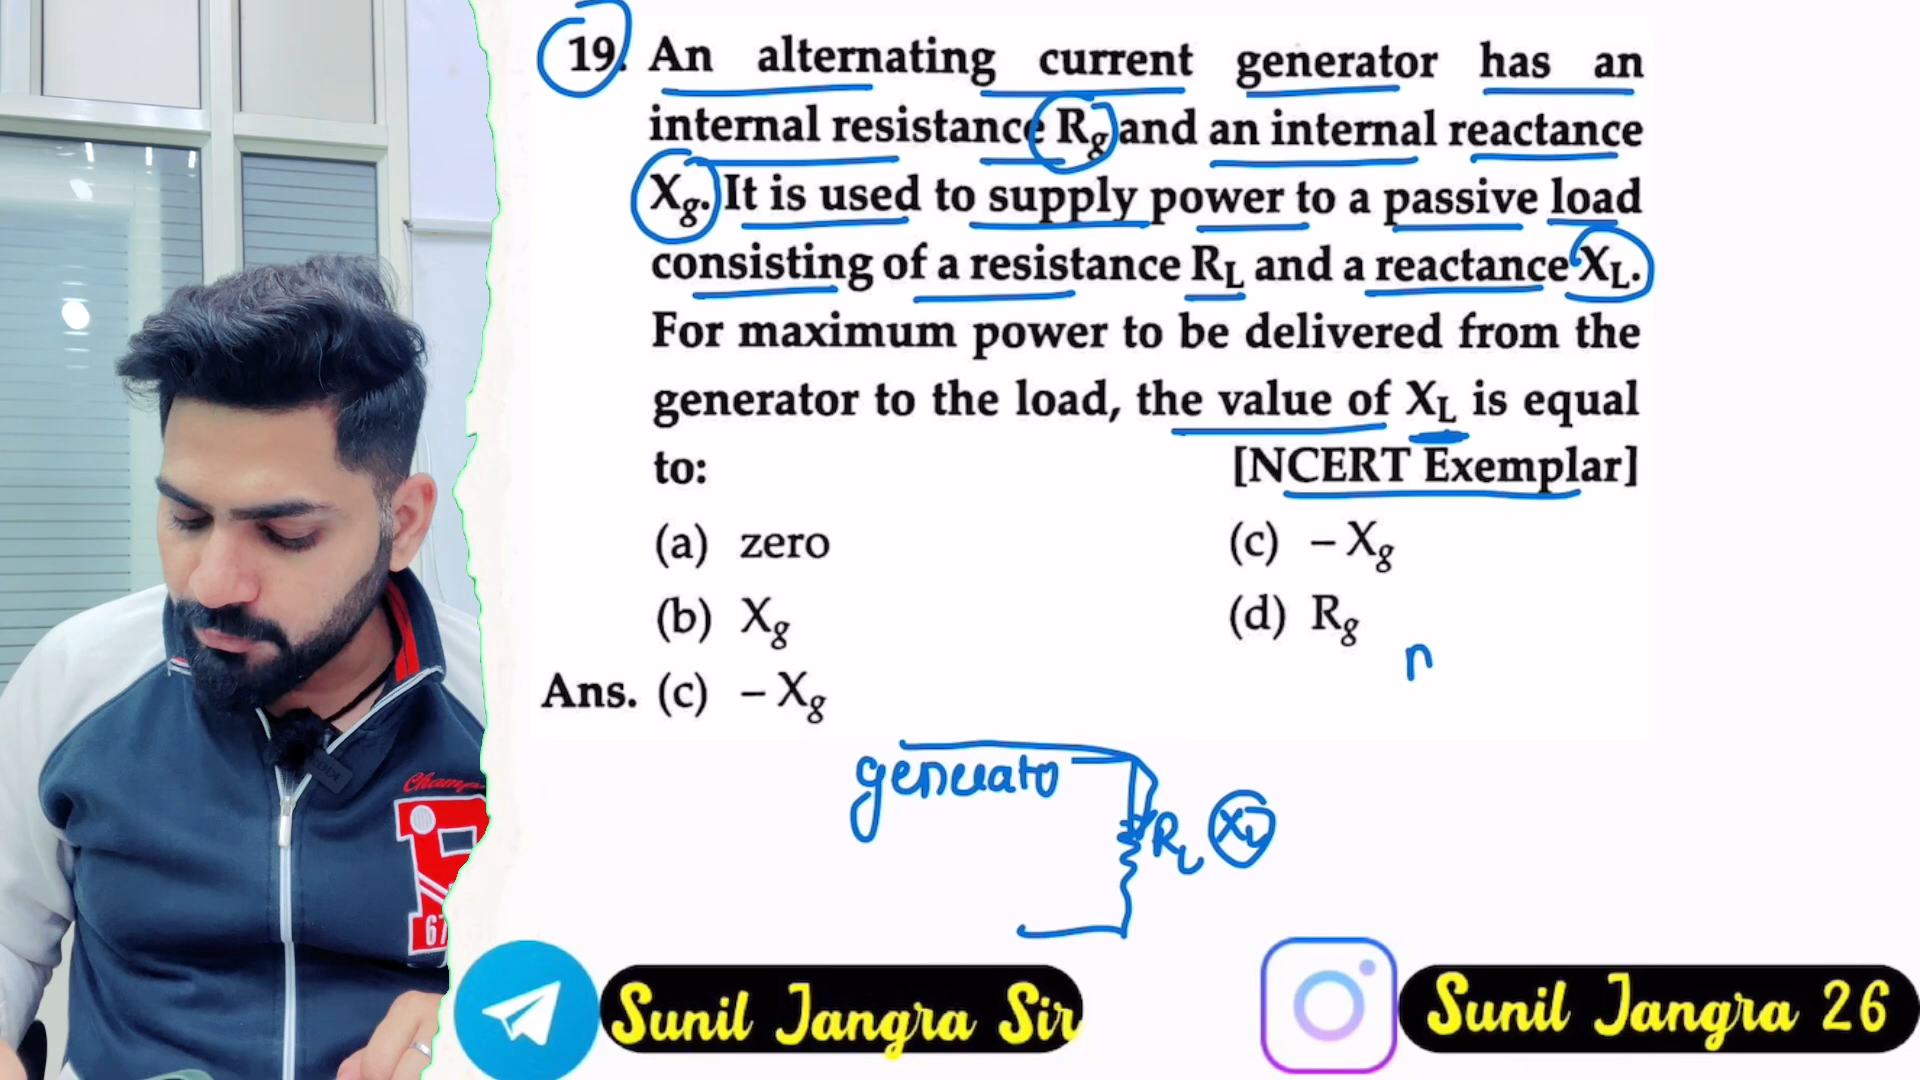 19. An alternating current generator has an
internal resistance Rg and an internal reactance
Xg. It is used to supply power to a passive load
consisting of a resistance RL and a reactance XL.
For maximum power to be delivered from the
generator to the load, the value of XL is equal
to: [NCERT Exemplar]
(a) zero (c) – Xg
(b) Xg (d) Rg
Ans. (c) – Xg
generato
RL XL
67
Sunil Jangra Sir
Sunil Jangra 26